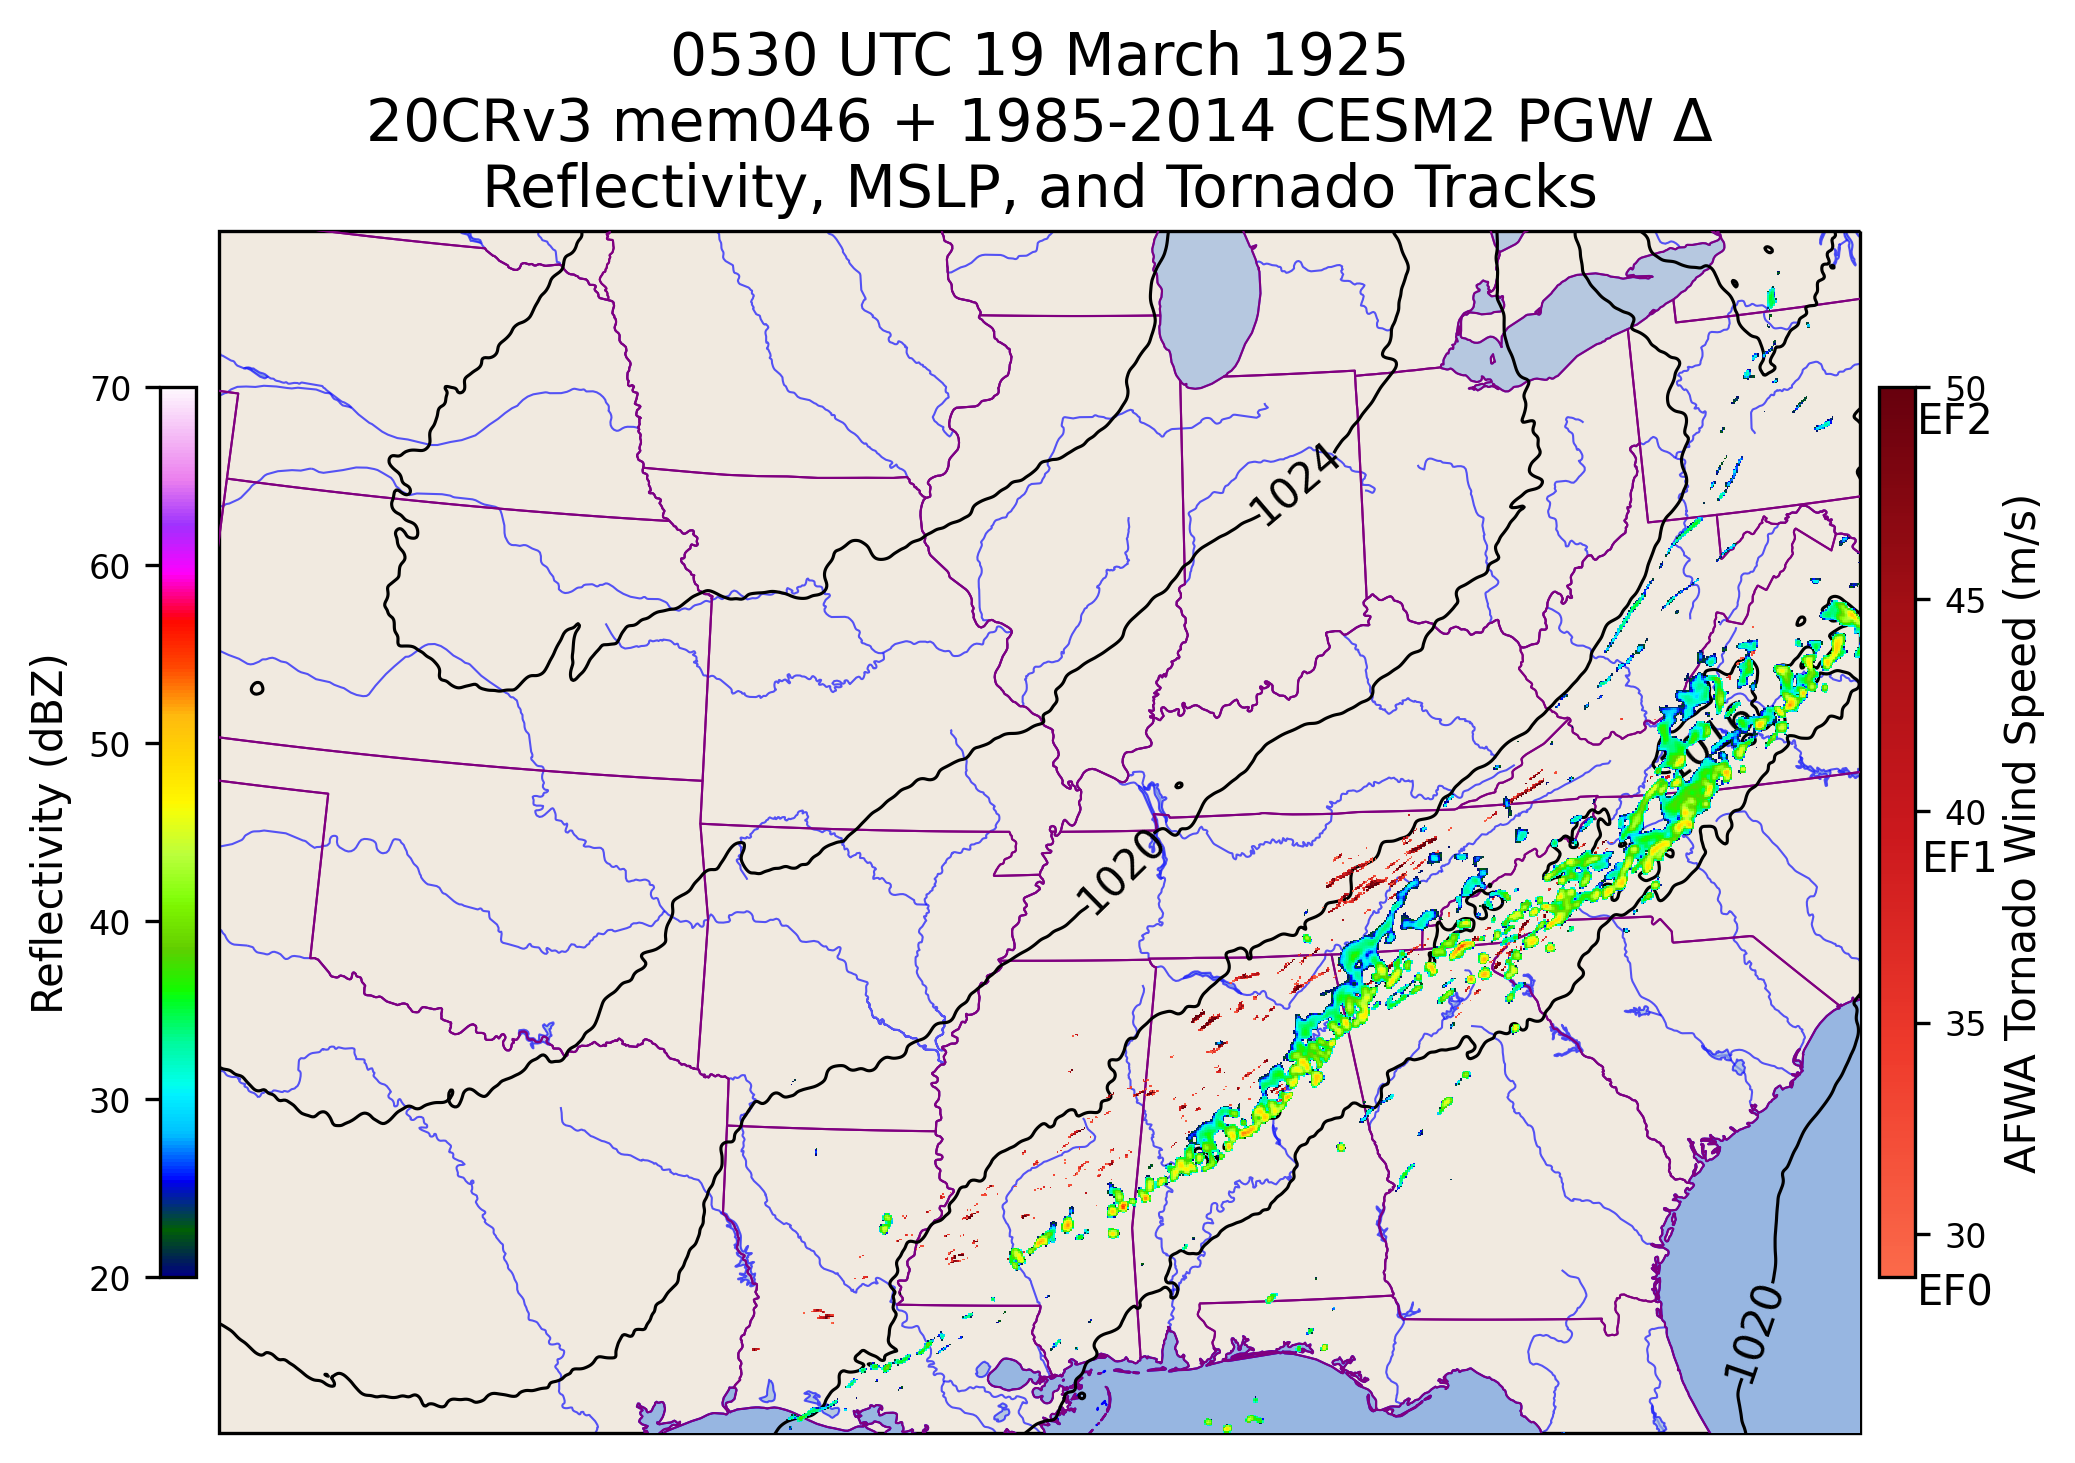 0530 UTC 19 March 1925
20CRv3 mem046 + 1985-2014 CESM2 PGW Δ
Reflectivity, MSLP, and Tornado Tracks
70
60
50
40
30
20
Reflectivity (dBZ)
1024
1020
1020
50
EF2
45
40
EF1
35
30
EF0
AFWA Tornado Wind Speed (m/s)